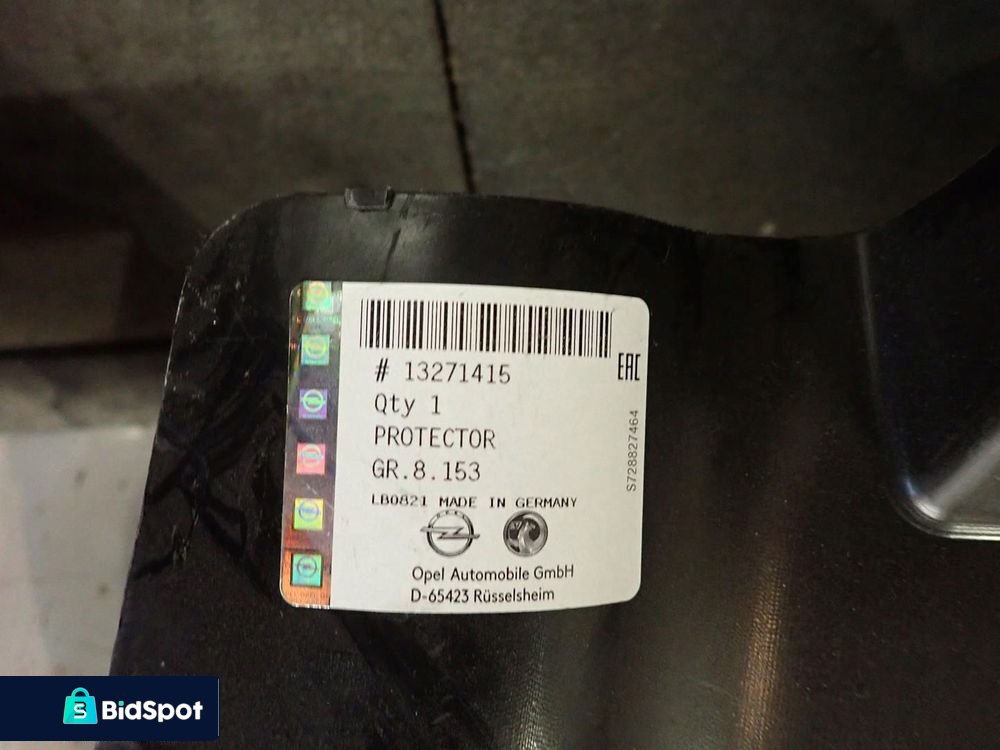 # 13271415
Qty 1
PROTECTOR
GR.8.153
LB0821 MADE IN GERMANY
Opel Automobile GmbH
D-65423 Rüsselsheim
EAC
S728827464
BidSpot